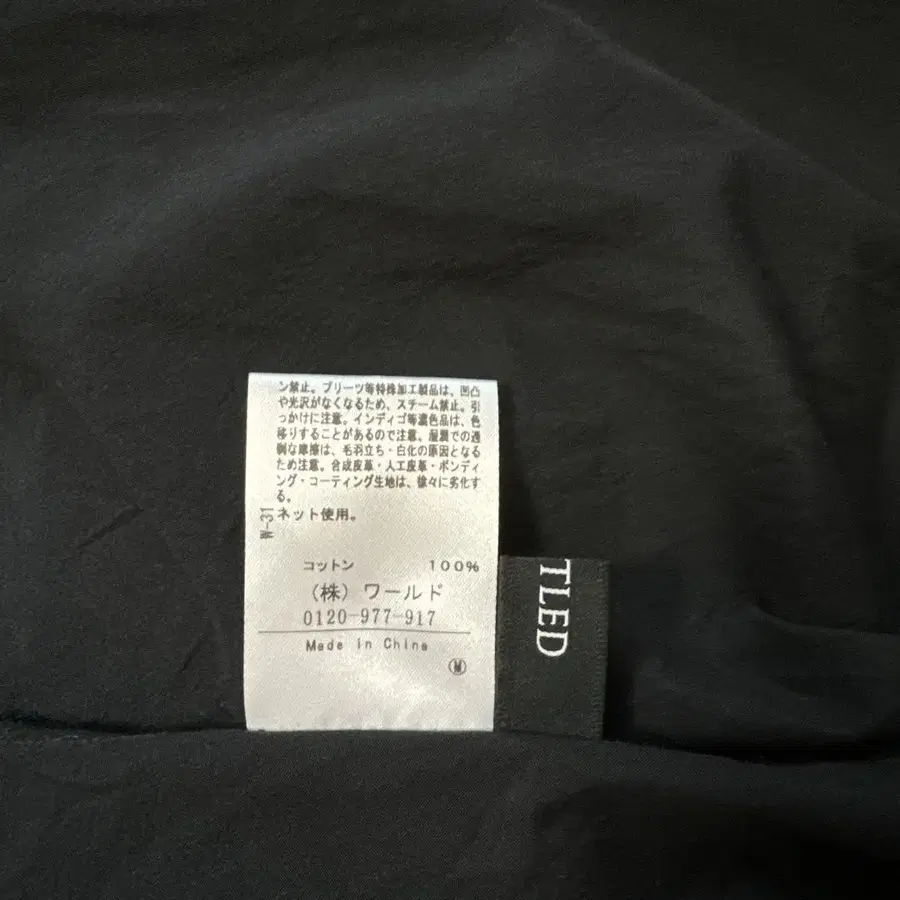 ン禁止。プリーツ等特殊加工製品は、凹凸
や光沢がなくなるため、スチーム禁止。引
っかけに注意。インディゴ等濃色品は、色
移りすることがあるので注意。湿潤での過
剰な摩擦は、毛羽立ち・白化の原因となる
ため注意。合成皮革・人工皮革・ボンディ
ング・コーティング生地は、徐々に劣化す
る。
ネット使用。
W-31
コットン 100%
(株)ワールド
0120-977-917
Made in China
Ⓜ
TLED